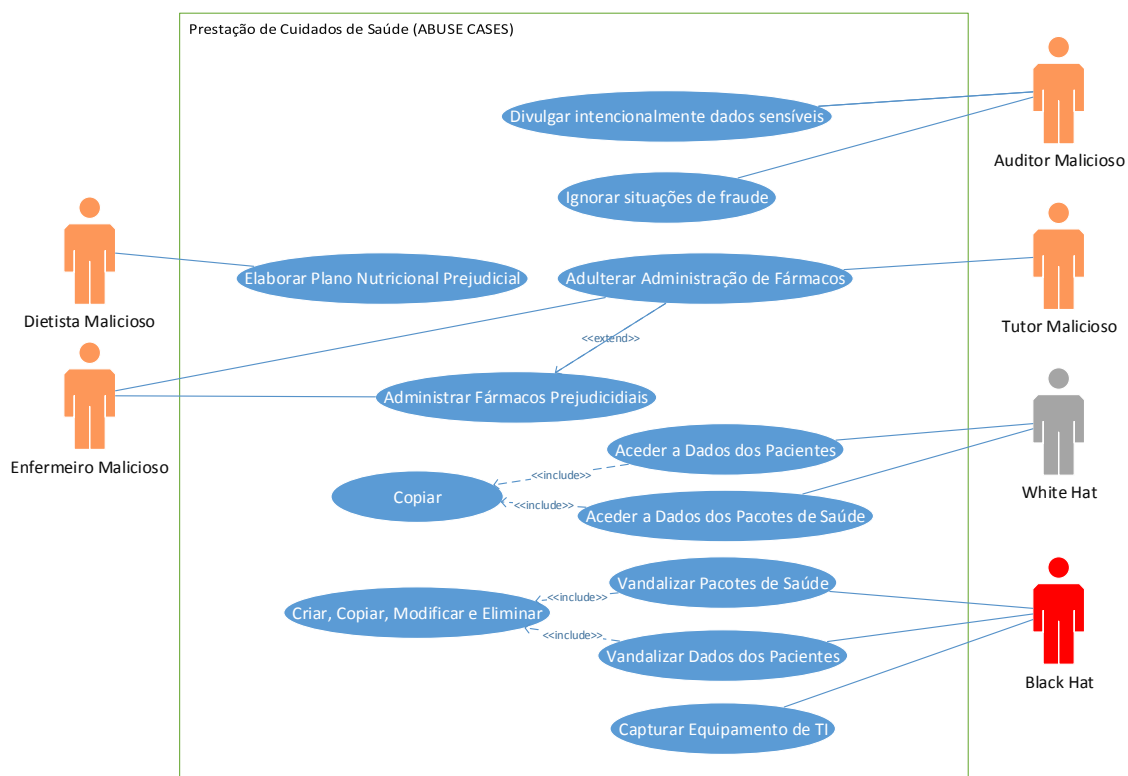 Prestação de Cuidados de Saúde (ABUSE CASES)
Divulgar intencionalmente dados sensíveis
Auditor Malicioso
Ignorar situações de fraude
Elaborar Plano Nutricional Prejudicial
Adulterar Administração de Fármacos
Dietista Malicioso
Tutor Malicioso
<<extend>>
Administrar Fármacos Prejudicidiais
Enfermeiro Malicioso
Aceder a Dados dos Pacientes
<<include>>
Copiar
<<include>>
Aceder a Dados dos Pacotes de Saúde
White Hat
Vandalizar Pacotes de Saúde
<<include>>
Criar, Copiar, Modificar e Eliminar
<<include>>
Vandalizar Dados dos Pacientes
Black Hat
Capturar Equipamento de TI